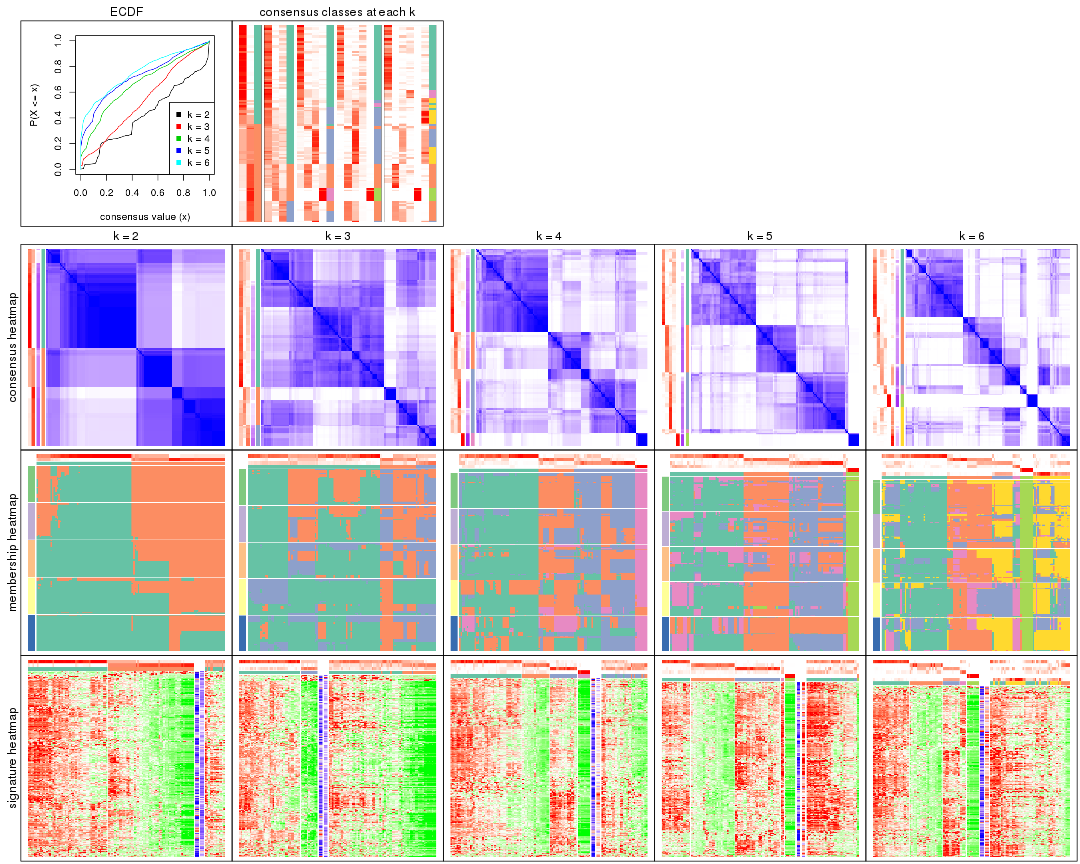 ECDF
consensus classes at each k
P(X <= x)
1.0
0.8
0.6
0.4
0.2
0.0
k = 2
k = 3
k = 4
k = 5
k = 6
0.0 0.2 0.4 0.6 0.8 1.0
consensus value (x)
k = 2
k = 3
k = 4
k = 5
k = 6
consensus heatmap
membership heatmap
signature heatmap